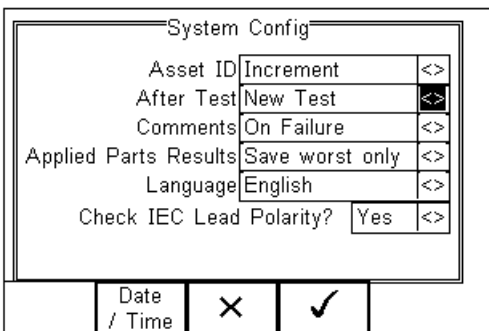 System Config
Asset ID Increment <>
After Test New Test <>
Comments On Failure <>
Applied Parts Results Save worst only <>
Language English <>
Check IEC Lead Polarity? Yes <>
Date
/ Time